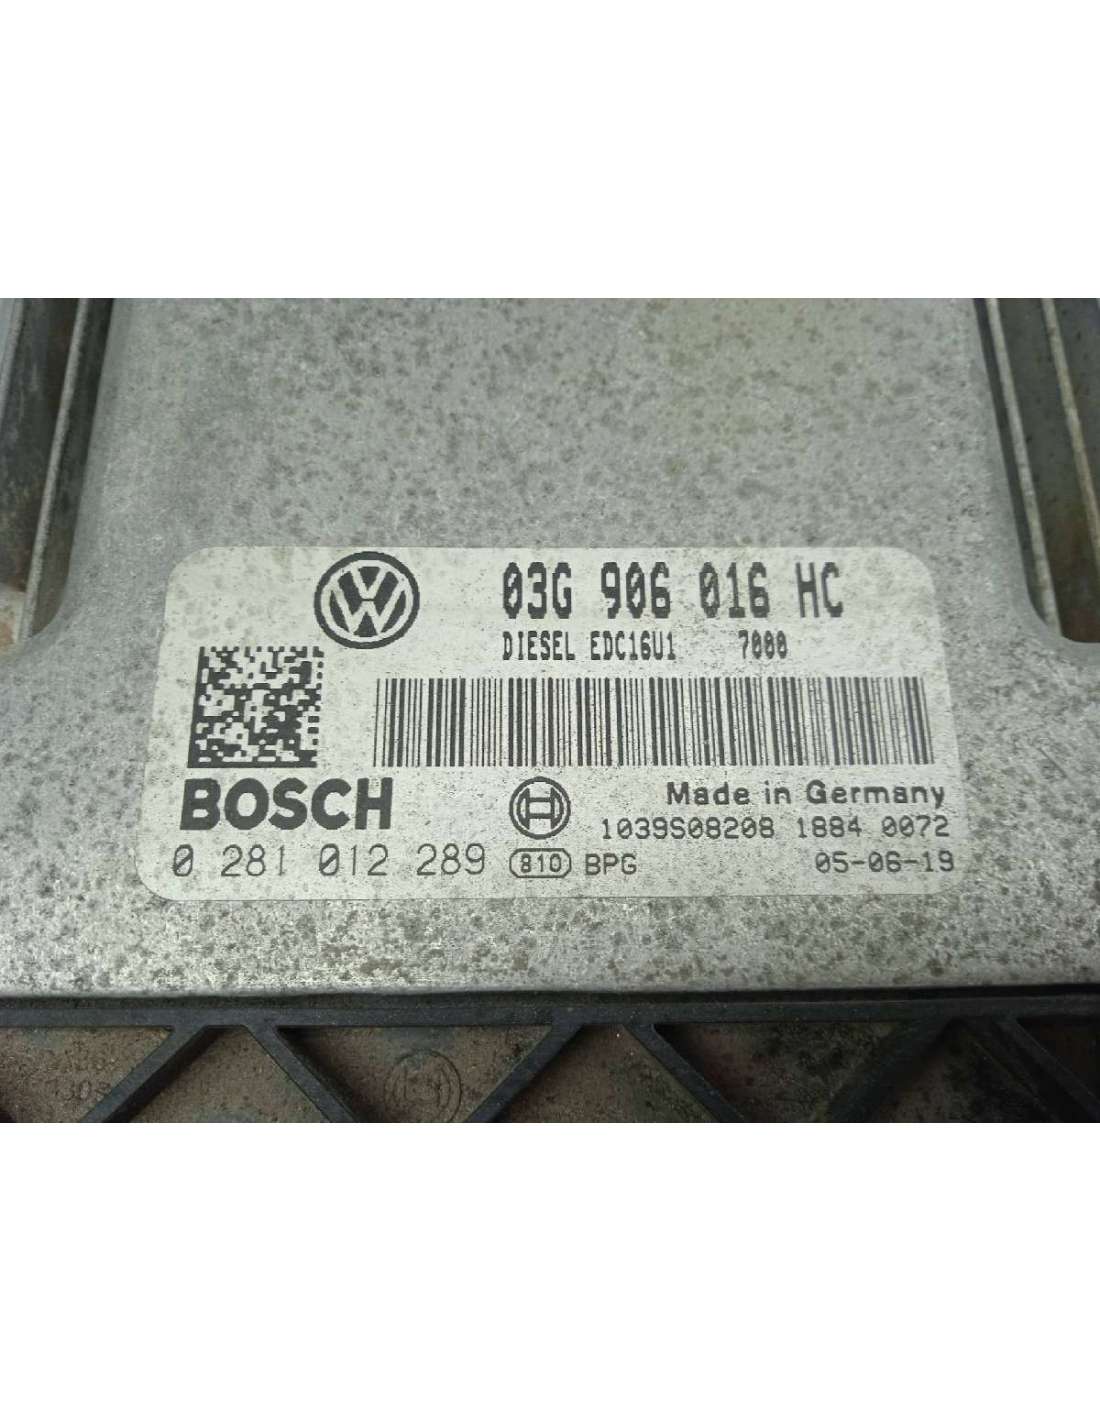 03G 906 016 HC
DIESEL EDC16U1 7000
BOSCH
Made in Germany
1039S08208 1884 0072
0 281 012 289 810 BPG 05-06-19